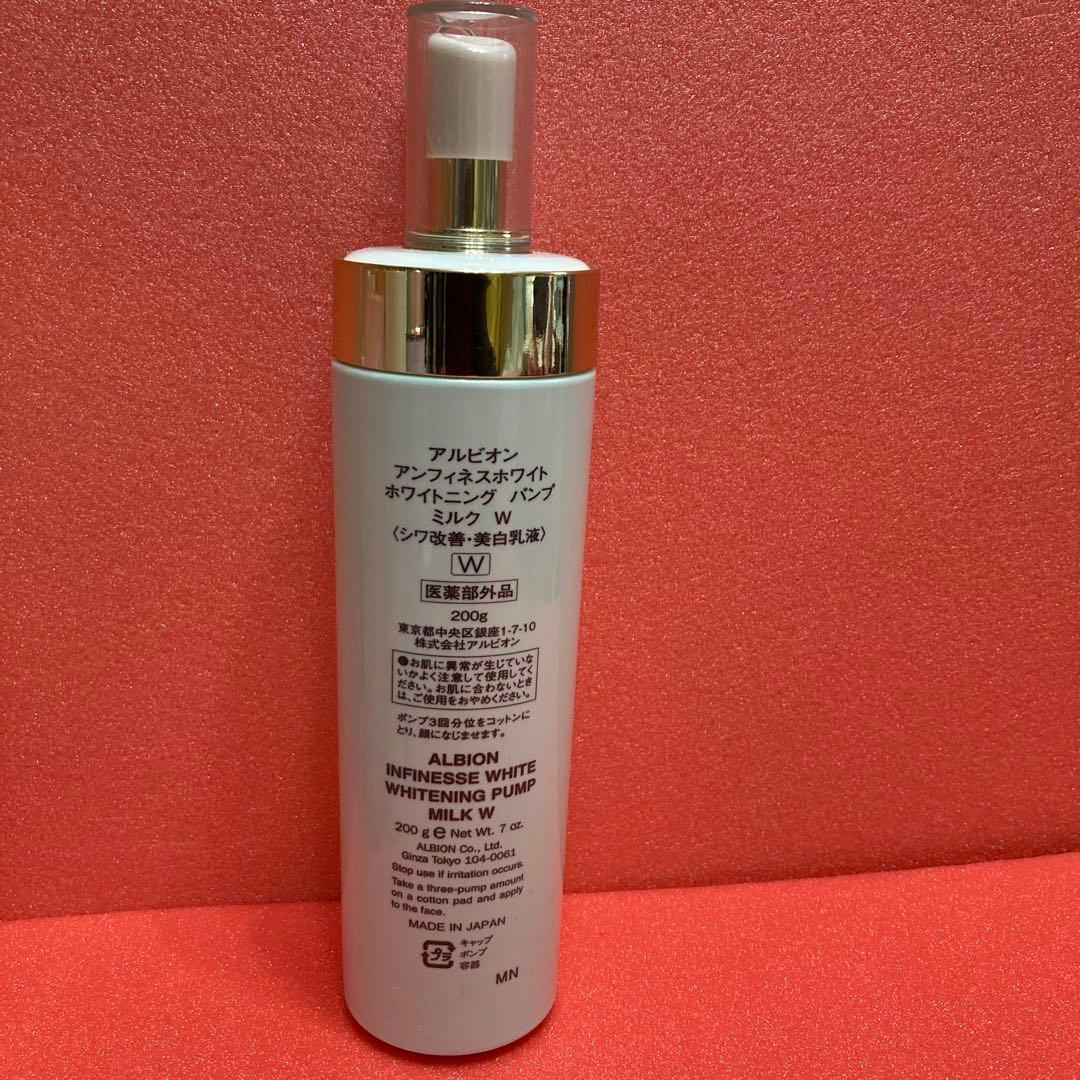 アルビオン
アンフィネスホワイト
ホワイトニング パンプ
ミルク W
〈シワ改善・美白乳液〉
W
医薬部外品
200g
東京都中央区銀座1-7-10
株式会社アルビオン
●お肌に異常が生じていな
いかよく注意して使用してく
ださい。お肌に合わないとき
は、ご使用をおやめください。
ポンプ3回分位をコットンに
とり、顔になじませます。
ALBION
INFINESSE WHITE
WHITENING PUMP
MILK W
200 g e Net Wt. 7 oz.
ALBION Co., Ltd.
Ginza Tokyo 104-0061
Stop use if irritation occurs.
Take a three-pump amount
on a cotton pad and apply
to the face.
MADE IN JAPAN
プラ
キャップ
ポンプ
容器
MN